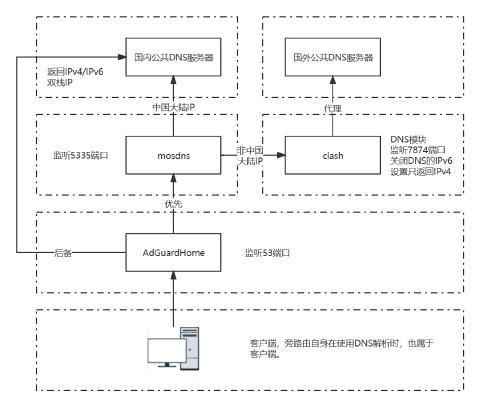 国内公共DNS服务器
国外公共DNS服务器
返回IPv4/IPv6
双栈IP
中国大陆IP
代理
监听5335端口
mosdns
非中国
大陆IP
clash
DNS模块
监听7874端口
关闭DNS的IPv6
设置只返回IPv4
优先
后备
AdGuardHome
监听53端口
客户端，旁路由自身在使用DNS解析时，也属于
客户端。